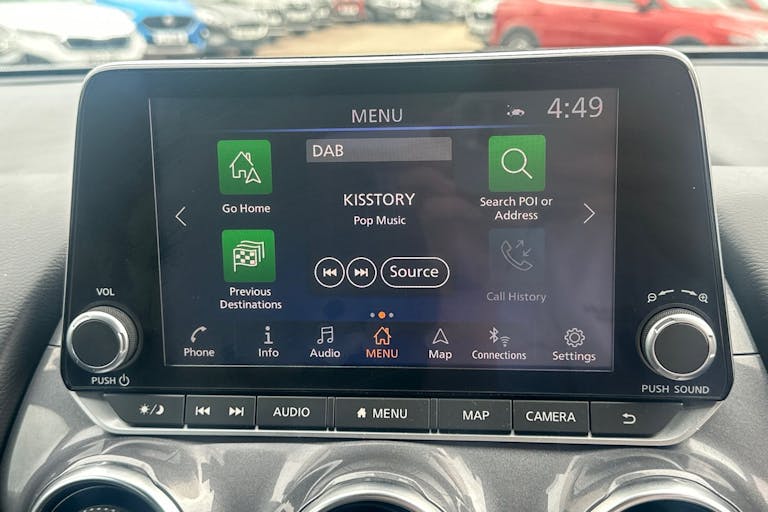 MENU
4:49
DAB
Go Home
KISSTORY
Pop Music
Search POI or
Address
Previous
Destinations
Source
Call History
Phone
Info
Audio
MENU
Map
Connections
Settings
VOL
PUSH
PUSH SOUND
AUDIO
MENU
MAP
CAMERA